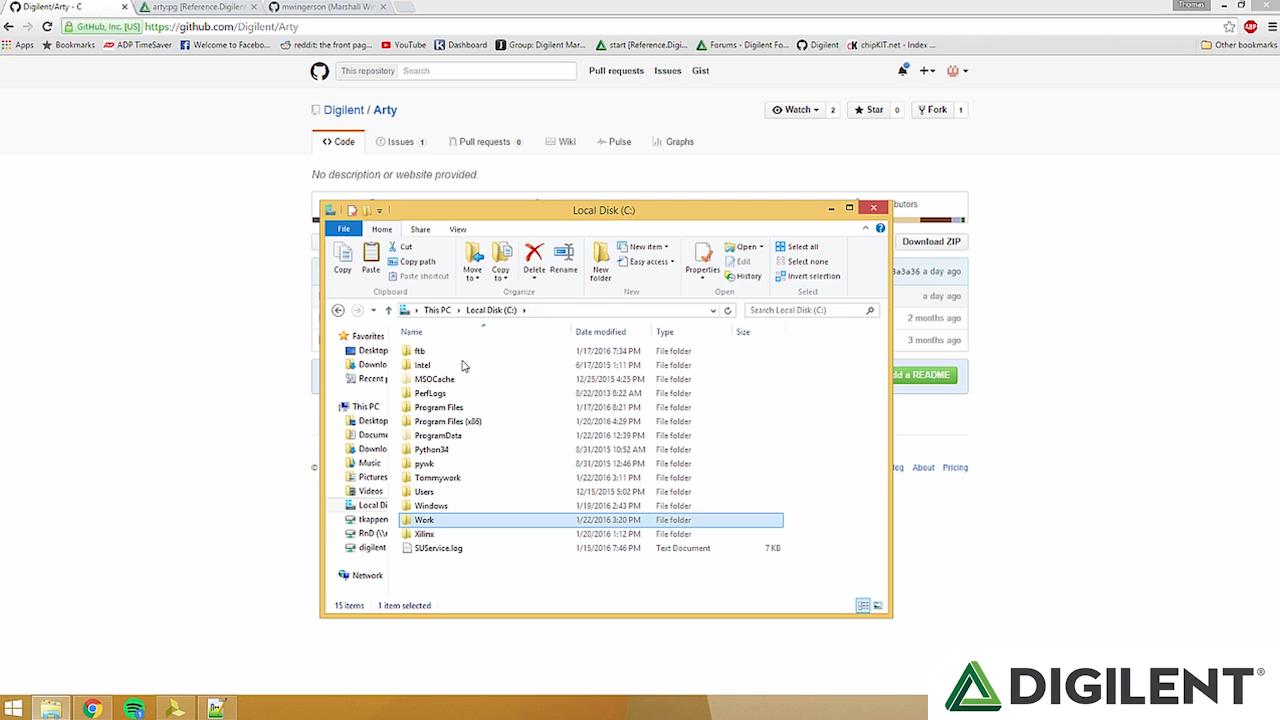 Digilent/Arty - C
arty:pg [Reference.Digilen
mwingerson (Marshall Win
Thomas
GitHub, Inc. [US]
https://github.com/Digilent/Arty
Apps
Bookmarks
ADP TimeSaver
Welcome to Facebo...
reddit: the front pag...
YouTube
Dashboard
Group: Digilent Mar...
start [Reference.Digi...
Forums - Digilent Fo...
Digilent
chipKIT.net - Index ...
Other bookmarks
This repository
Search
Pull requests
Issues
Gist
Digilent / Arty
Watch
2
Star
0
Fork
1
Code
Issues 1
Pull requests 0
Wiki
Pulse
Graphs
No description or website provided.
butors
Download ZIP
3a3a36 a day ago
a day ago
2 months ago
3 months ago
dd a README
log
About
Pricing
©
Local Disk (C:)
File
Home
Share
View
Copy
Paste
Cut
Copy path
Paste shortcut
Clipboard
Move to
Copy to
Delete
Rename
Organize
New folder
New item
Easy access
New
Properties
Open
Edit
History
Open
Select all
Select none
Invert selection
Select
This PC
Local Disk (C:)
Search Local Disk (C:)
Name
Date modified
Type
Size
Favorites
Desktop
Downlo
Recent p
This PC
Desktop
Docume
Downlo
Music
Pictures
Videos
Local Di
tkappen
RnD (\\r
digilent
Network
ftb 1/17/2016 7:34 PM File folder
Intel 6/17/2015 1:11 PM File folder
MSOCache 12/25/2015 4:25 PM File folder
PerfLogs 8/22/2013 8:22 AM File folder
Program Files 1/17/2016 8:21 PM File folder
Program Files (x86) 1/20/2016 4:29 PM File folder
ProgramData 1/22/2016 12:39 PM File folder
Python34 8/31/2015 10:52 AM File folder
pywk 8/31/2015 12:46 PM File folder
Tommywork 1/22/2016 3:11 PM File folder
Users 12/15/2015 5:02 PM File folder
Windows 1/19/2016 2:43 PM File folder
Work 1/22/2016 3:20 PM File folder
Xilinx 1/20/2016 1:12 PM File folder
SUService.log 1/15/2016 7:46 PM Text Document 7 KB
15 items
1 item selected
DIGILENT®